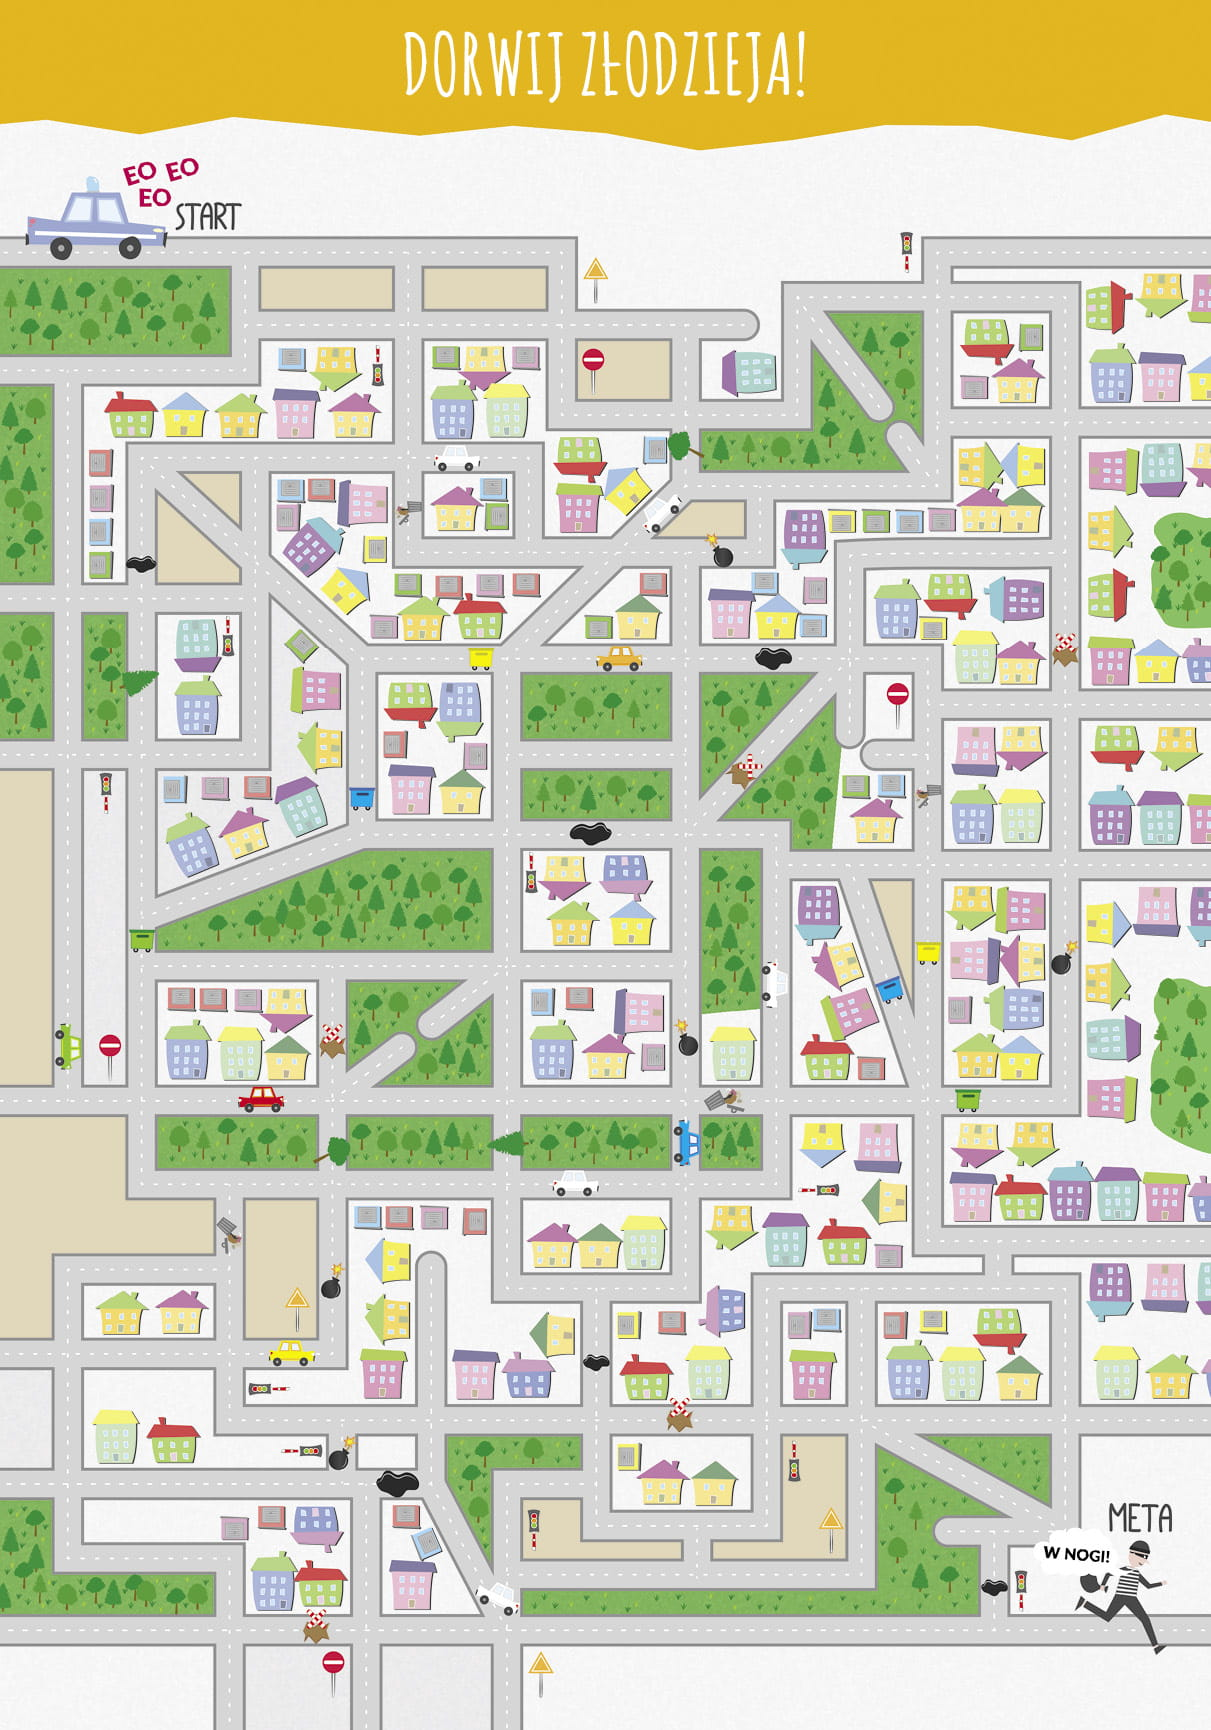 DORWIJ ZŁODZIEJA!
EO EO
EO
START
META
W NOGI!